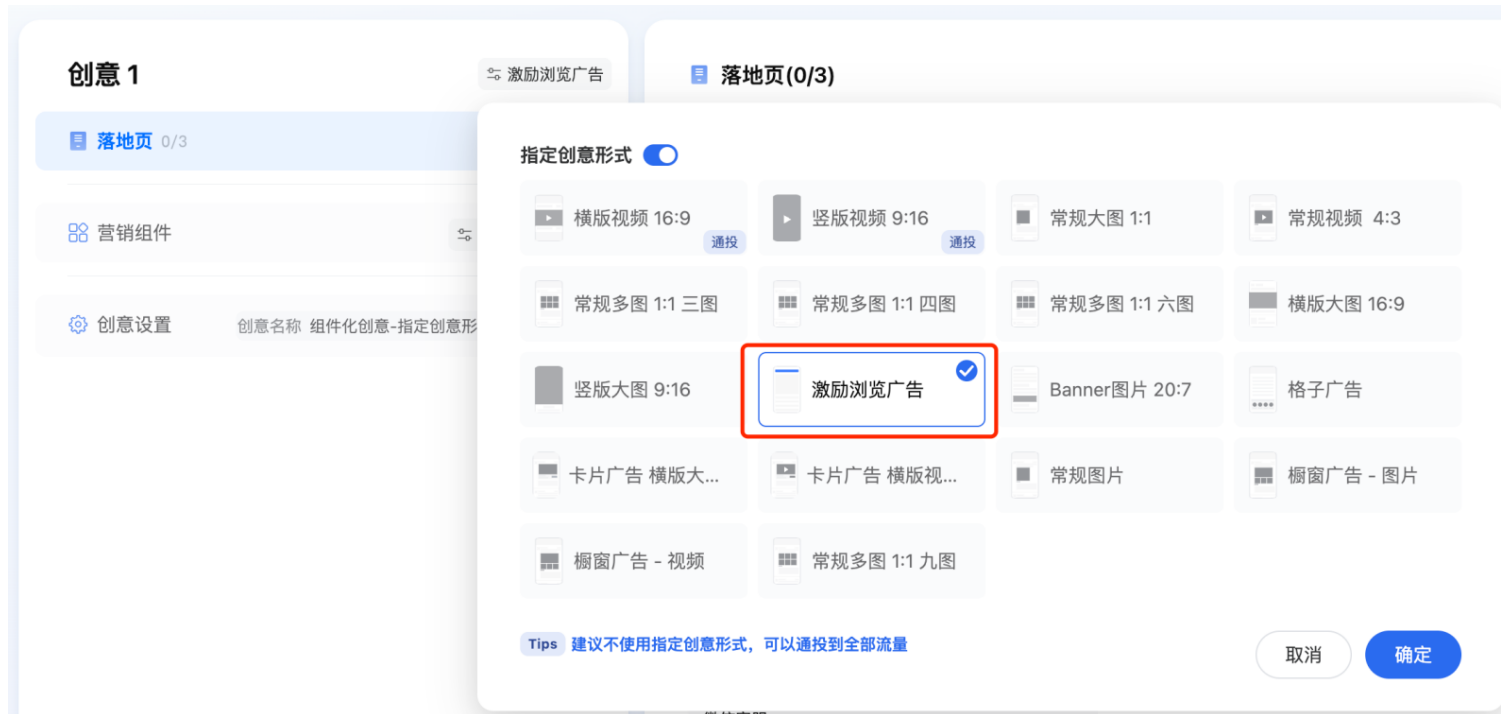 创意 1
激励浏览广告
落地页 0/3
营销组件
创意设置 创意名称 组件化创意-指定创意形
落地页(0/3)
指定创意形式
横版视频 16:9 通投
竖版视频 9:16 通投
常规大图 1:1
常规视频 4:3
常规多图 1:1 三图
常规多图 1:1 四图
常规多图 1:1 六图
横版大图 16:9
竖版大图 9:16
激励浏览广告
Banner图片 20:7
格子广告
卡片广告 横版大...
卡片广告 横版视...
常规图片
橱窗广告 - 图片
橱窗广告 - 视频
常规多图 1:1 九图
Tips 建议不使用指定创意形式，可以通投到全部流量
取消
确定